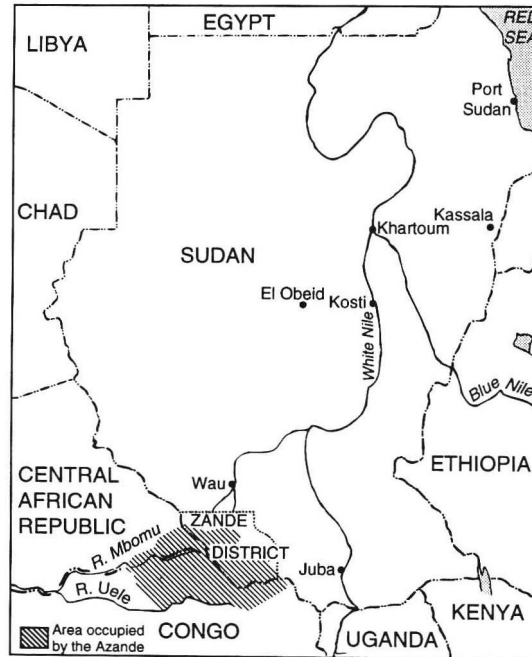 EGYPT
LIBYA
RED
SEA
Port
Sudan
CHAD
Kassala
Khartoum
SUDAN
El Obeid
Kosti
White Nile
Blue Nile
ETHIOPIA
CENTRAL
AFRICAN
REPUBLIC
Wau
ZANDE
DISTRICT
R. Mbomu
R. Uele
Juba
KENYA
CONGO
UGANDA
Area occupied
by the Azande